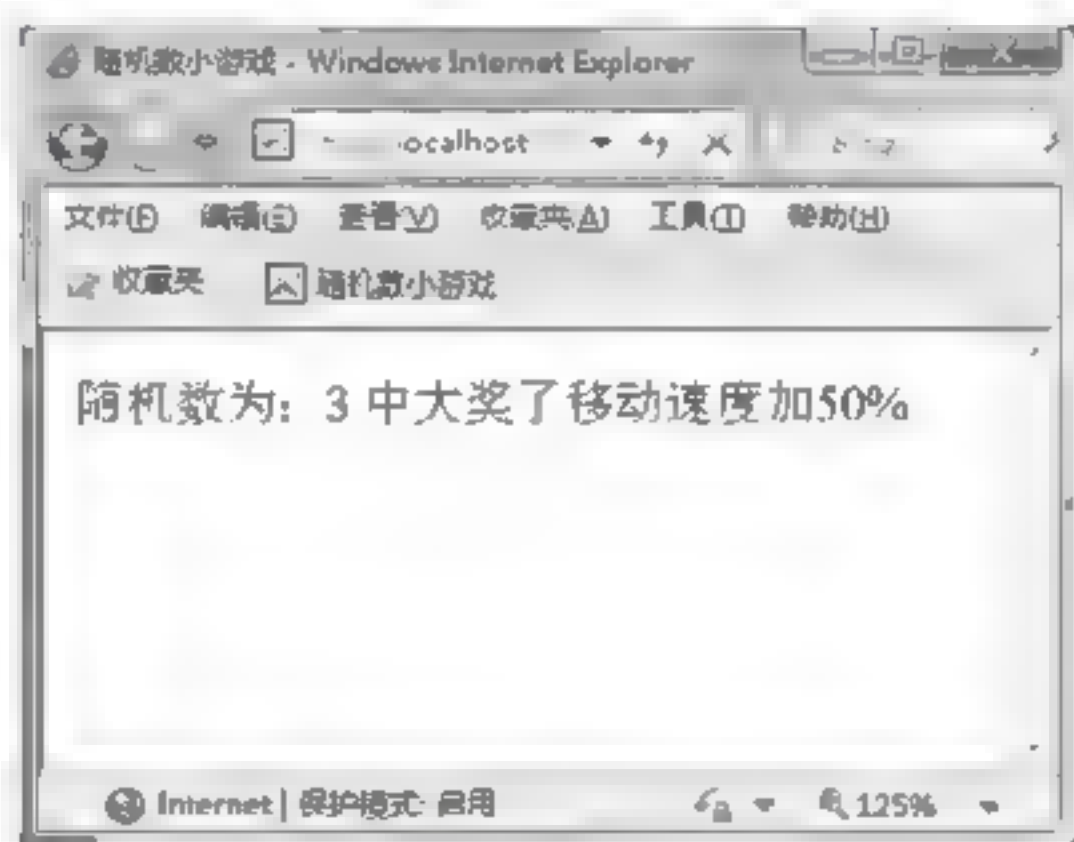 随机数小游戏 - Windows Internet Explorer
ocalhost
文件(F) 编辑(E) 查看(V) 收藏夹(A) 工具(T) 帮助(H)
收藏夹 随机数小游戏
随机数为：3 中大奖了移动速度加50%
Internet | 保护模式: 启用 125%